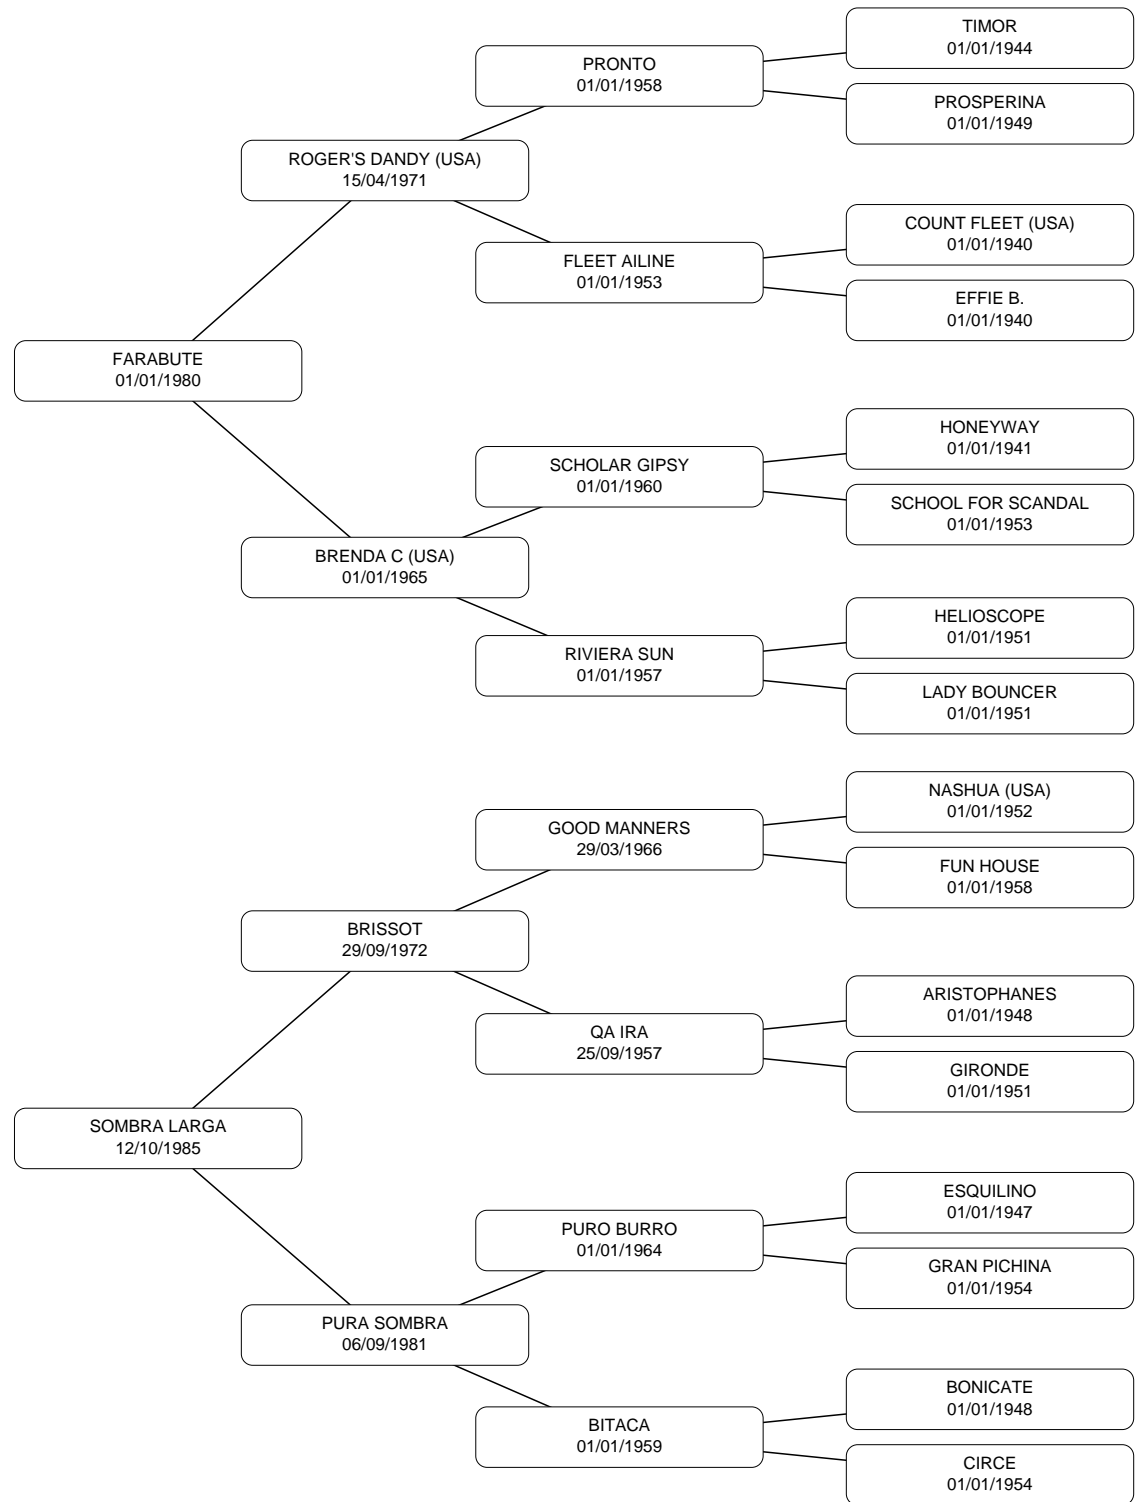 TIMOR
01/01/1944
PRONTO
01/01/1958
PROSPERINA
01/01/1949
ROGER'S DANDY (USA)
15/04/1971
COUNT FLEET (USA)
01/01/1940
FLEET AILINE
01/01/1953
EFFIE B.
01/01/1940
FARABUTE
01/01/1980
HONEYWAY
01/01/1941
SCHOLAR GIPSY
01/01/1960
SCHOOL FOR SCANDAL
01/01/1953
BRENDA C (USA)
01/01/1965
HELIOSCOPE
01/01/1951
RIVIERA SUN
01/01/1957
LADY BOUNCER
01/01/1951
NASHUA (USA)
01/01/1952
GOOD MANNERS
29/03/1966
FUN HOUSE
01/01/1958
BRISSOT
29/09/1972
ARISTOPHANES
01/01/1948
QA IRA
25/09/1957
GIRONDE
01/01/1951
SOMBRA LARGA
12/10/1985
ESQUILINO
01/01/1947
PURO BURRO
01/01/1964
GRAN PICHINA
01/01/1954
PURA SOMBRA
06/09/1981
BONICATE
01/01/1948
BITACA
01/01/1959
CIRCE
01/01/1954